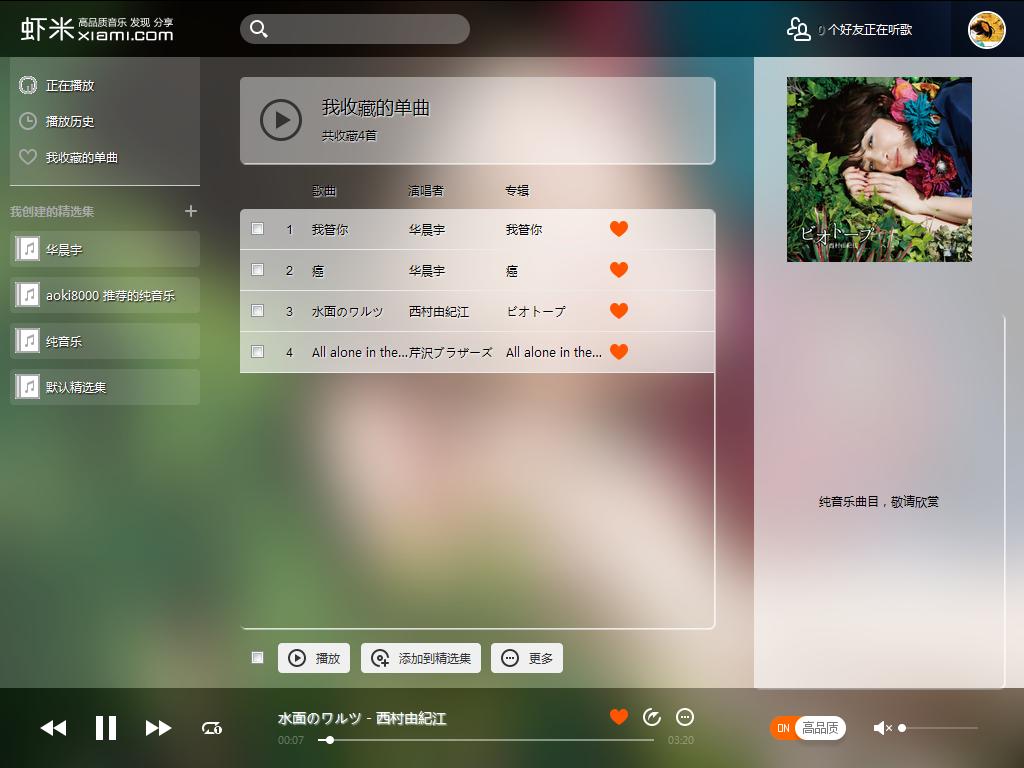 虾米 高品质音乐 发现 分享
xiami.com
0 个好友正在听歌
正在播放
播放历史
我收藏的单曲
我创建的精选集 +
华晨宇
aoki8000 推荐的纯音乐
纯音乐
默认精选集
我收藏的单曲
共收藏4首
歌曲 演唱者 专辑
1 我管你 华晨宇 我管你
2 癌 华晨宇 癌
3 水面のワルツ 西村由紀江 ビオトープ
4 All alone in the... 芹沢ブラザーズ All alone in the...
播放 添加到精选集 更多
ビオトープ
西村由紀江
纯音乐曲目，敬请欣赏
水面のワルツ - 西村由紀江
00:07 03:20
ON 高品质